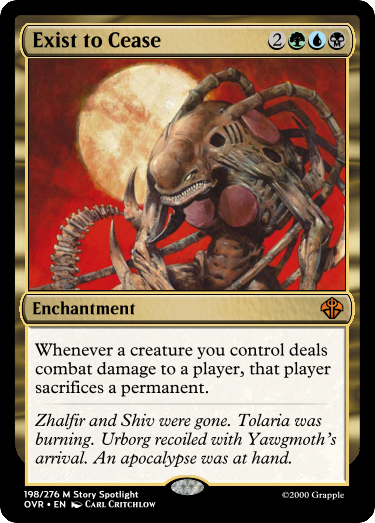 Exist to Cease 2
Enchantment
Whenever a creature you control deals
combat damage to a player, that player
sacrifices a permanent.
Zhalfir and Shiv were gone. Tolaria was
burning. Urborg recoiled with Yawgmoth's
arrival. An apocalypse was at hand.
198/276 M Story Spotlight
OVR • EN Carl Critchlow ©2000 Grapple